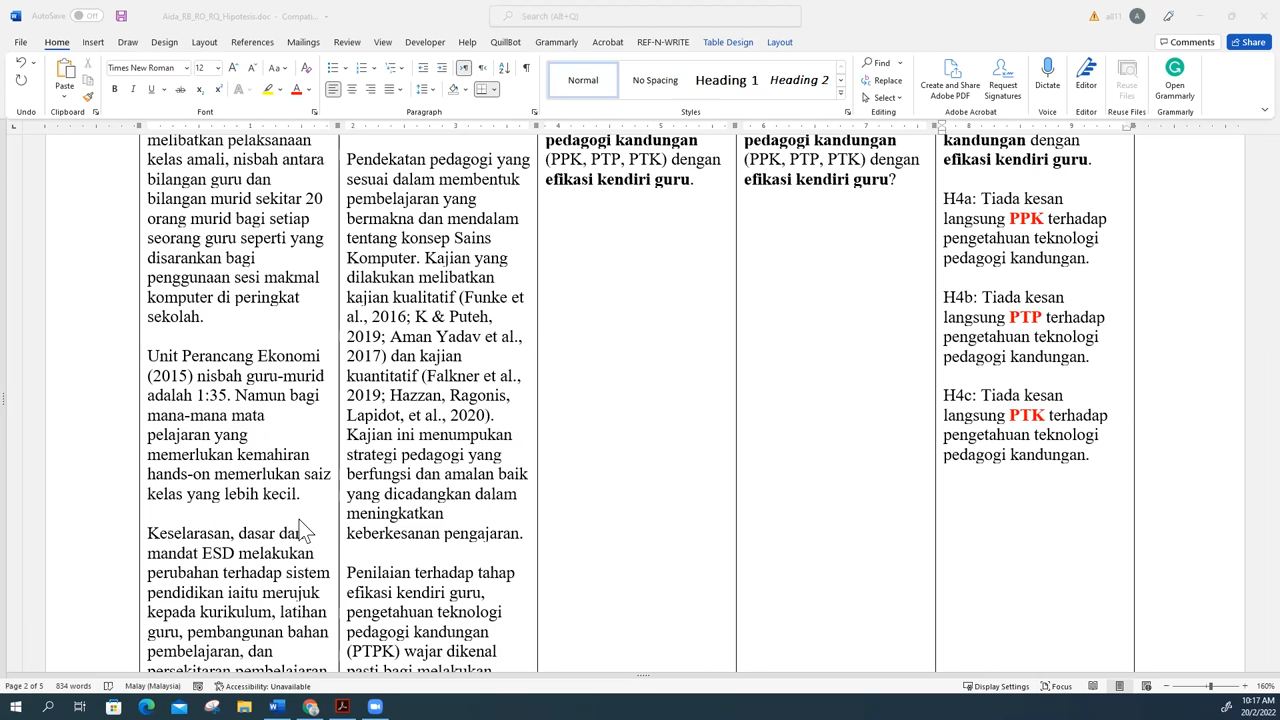 AutoSave Off Aida_RB_RO_RQ_Hipotesis.doc - Compati... Search (Alt+Q) a811 A
File Home Insert Draw Design Layout References Mailings Review View Developer Help QuillBot Grammarly Acrobat REF-N-WRITE Table Design Layout Comments Share
Times New Roman 12
Paste
Normal No Spacing Heading 1 Heading 2
Find
Replace
Select
Create and Share Adobe PDF
Request Signatures
Dictate
Editor
Reuse Files
Open Grammarly
Undo Clipboard Font Paragraph Styles Editing Adobe Acrobat Voice Editor Reuse Files Grammarly
melibatkan pelaksanaan
kelas amali, nisbah antara
bilangan guru dan
bilangan murid sekitar 20
orang murid bagi setiap
seorang guru seperti yang
disarankan bagi
penggunaan sesi makmal
komputer di peringkat
sekolah.
Unit Perancang Ekonomi
(2015) nisbah guru-murid
adalah 1:35. Namun bagi
mana-mana mata
pelajaran yang
memerlukan kemahiran
hands-on memerlukan saiz
kelas yang lebih kecil.
Keselarasan, dasar dan
mandat ESD melakukan
perubahan terhadap sistem
pendidikan iaitu merujuk
kepada kurikulum, latihan
guru, pembangunan bahan
pembelajaran, dan
persekitaran pembelajaran
Pendekatan pedagogi yang
sesuai dalam membentuk
pembelajaran yang
bermakna dan mendalam
tentang konsep Sains
Komputer. Kajian yang
dilakukan melibatkan
kajian kualitatif (Funke et
al., 2016; K & Puteh,
2019; Aman Yadav et al.,
2017) dan kajian
kuantitatif (Falkner et al.,
2019; Hazzan, Ragonis,
Lapidot, et al., 2020).
Kajian ini menumpukan
strategi pedagogi yang
berfungsi dan amalan baik
yang dicadangkan dalam
meningkatkan
keberkesanan pengajaran.
Penilaian terhadap tahap
efikasi kendiri guru,
pengetahuan teknologi
pedagogi kandungan
(PTPK) wajar dikenal
pasti bagi melakukan
pedagogi kandungan
(PPK, PTP, PTK) dengan
efikasi kendiri guru.
pedagogi kandungan
(PPK, PTP, PTK) dengan
efikasi kendiri guru?
kandungan dengan
efikasi kendiri guru.
H4a: Tiada kesan
langsung PPK terhadap
pengetahuan teknologi
pedagogi kandungan.
H4b: Tiada kesan
langsung PTP terhadap
pengetahuan teknologi
pedagogi kandungan.
H4c: Tiada kesan
langsung PTK terhadap
pengetahuan teknologi
pedagogi kandungan.
Page 2 of 5 834 words Malay (Malaysia) Accessibility: Unavailable Display Settings Focus 160%
10:17 AM
20/2/2022